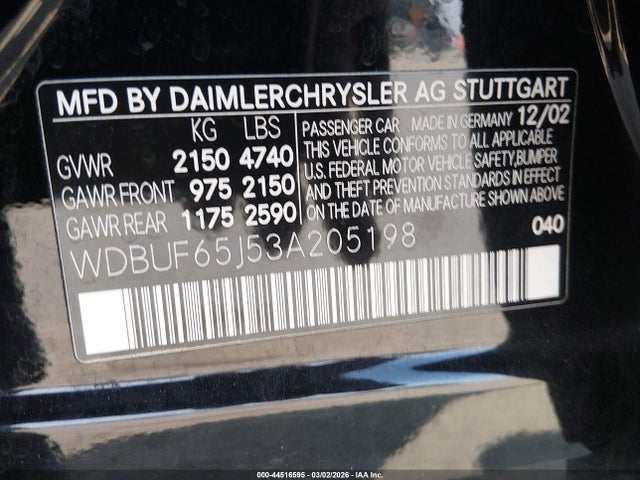 MFD BY DAIMLERCHRYSLER AG STUTTGART
KG LBS
GVWR 2150 4740
GAWR FRONT 975 2150
GAWR REAR 1175 2590
PASSENGER CAR MADE IN GERMANY 12/02
THIS VEHICLE CONFORMS TO ALL APPLICABLE
U.S. FEDERAL MOTOR VEHICLE SAFETY, BUMPER
AND THEFT PREVENTION STANDARDS IN EFFECT
ON THE DATE OF MANUFACTURE SHOWN ABOVE
WDBUF65J53A205198
040
000-44516595 - 03/02/2026 - IAA Inc.